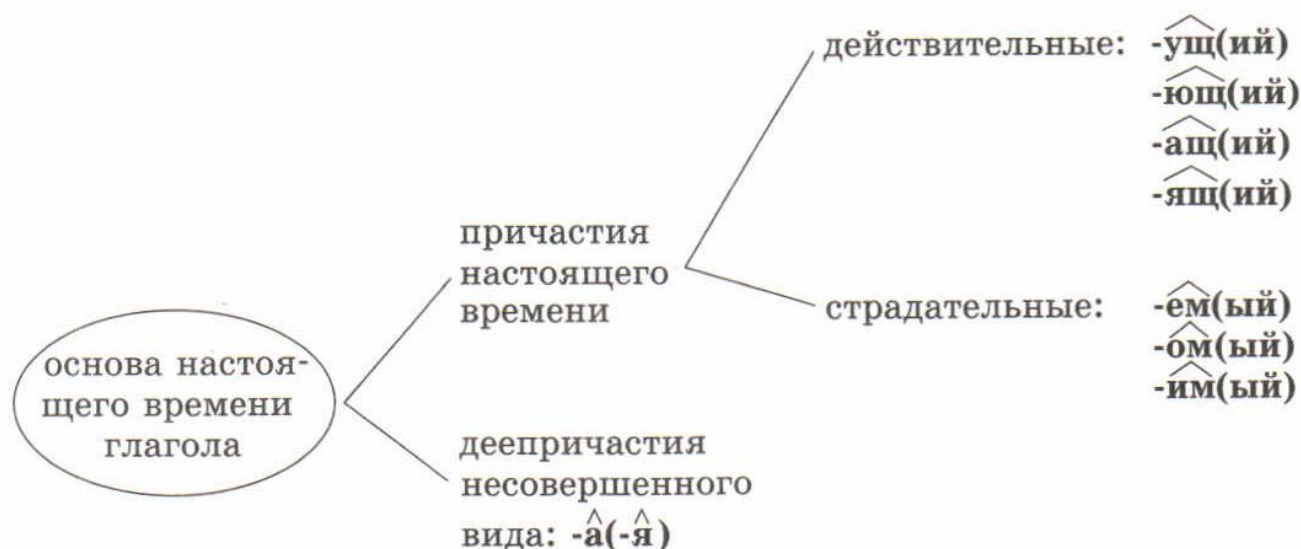 основа настоя-
щего времени
глагола
причастия
настоящего
времени
действительные: -ущ(ий)
-ющ(ий)
-ащ(ий)
-ящ(ий)
страдательные: -ем(ый)
-ом(ый)
-им(ый)
деепричастия
несовершенного
вида: -а(-я)